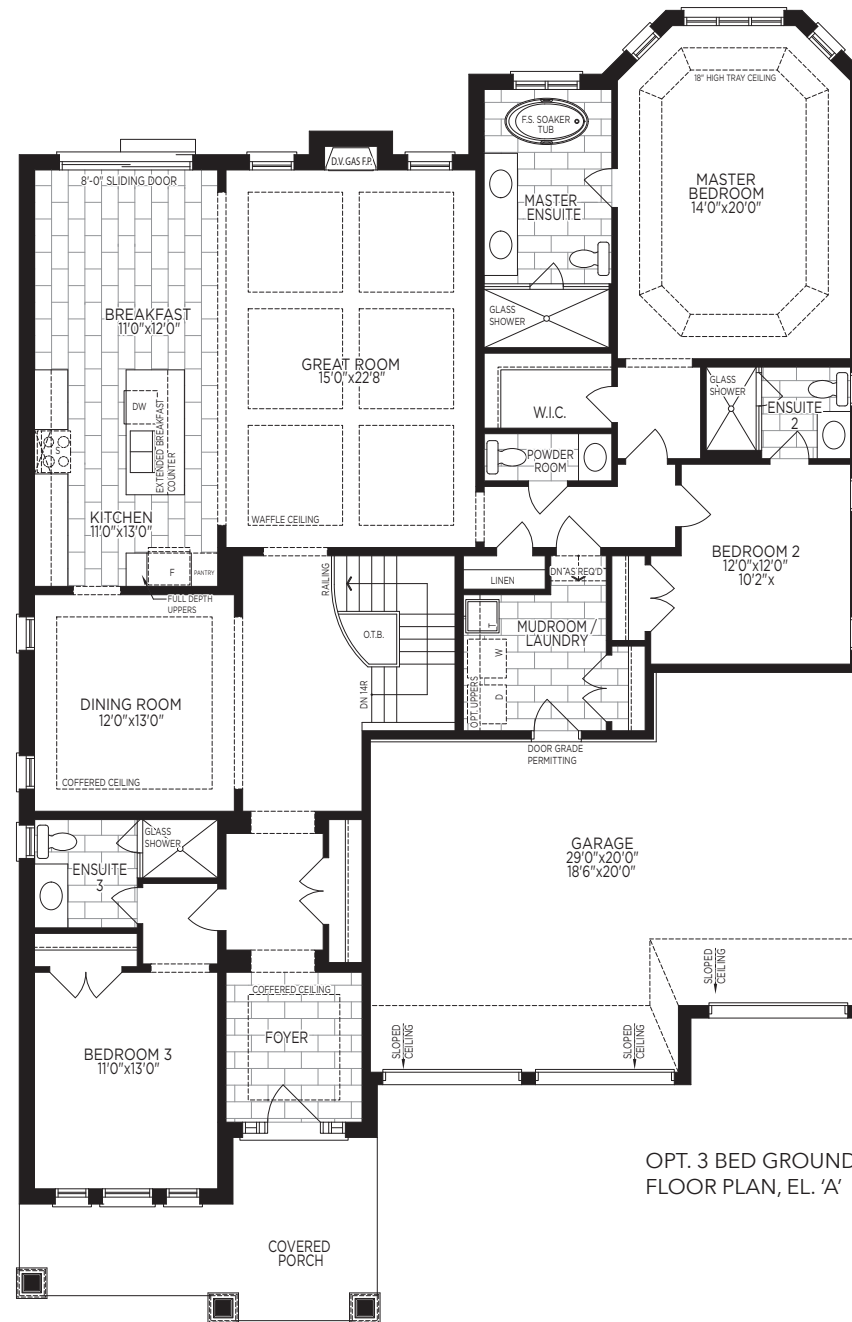 18" HIGH TRAY CEILING
F.S. SOAKER
TUB
D.V. GAS F.P.
8'-0" SLIDING DOOR
MASTER
BEDROOM
14'0"x20'0"
MASTER
ENSUITE
GLASS
SHOWER
BREAKFAST
11'0"x12'0"
GREAT ROOM
15'0"x22'8"
W.I.C.
GLASS
SHOWER
ENSUITE
2
DW
EXTENDED BREAKFAST
COUNTER
S
POWDER
ROOM
KITCHEN
11'0"x13'0"
WAFFLE CEILING
BEDROOM 2
12'0"x12'0"
10'2"x
F
PANTRY
FULL DEPTH
UPPERS
RAILING
LINEN
DN AS REQ'D
O.T.B.
T
MUDROOM /
LAUNDRY
W
D
OPT. UPPERS
DN 14R
DINING ROOM
12'0"x13'0"
COFFERED CEILING
DOOR GRADE
PERMITTING
GLASS
SHOWER
ENSUITE
3
GARAGE
29'0"x20'0"
18'6"x20'0"
SLOPED
CEILING
COFFERED CEILING
FOYER
SLOPED
CEILING
SLOPED
CEILING
BEDROOM 3
11'0"x13'0"
OPT. 3 BED GROUND
FLOOR PLAN, EL. ‘A’
COVERED
PORCH